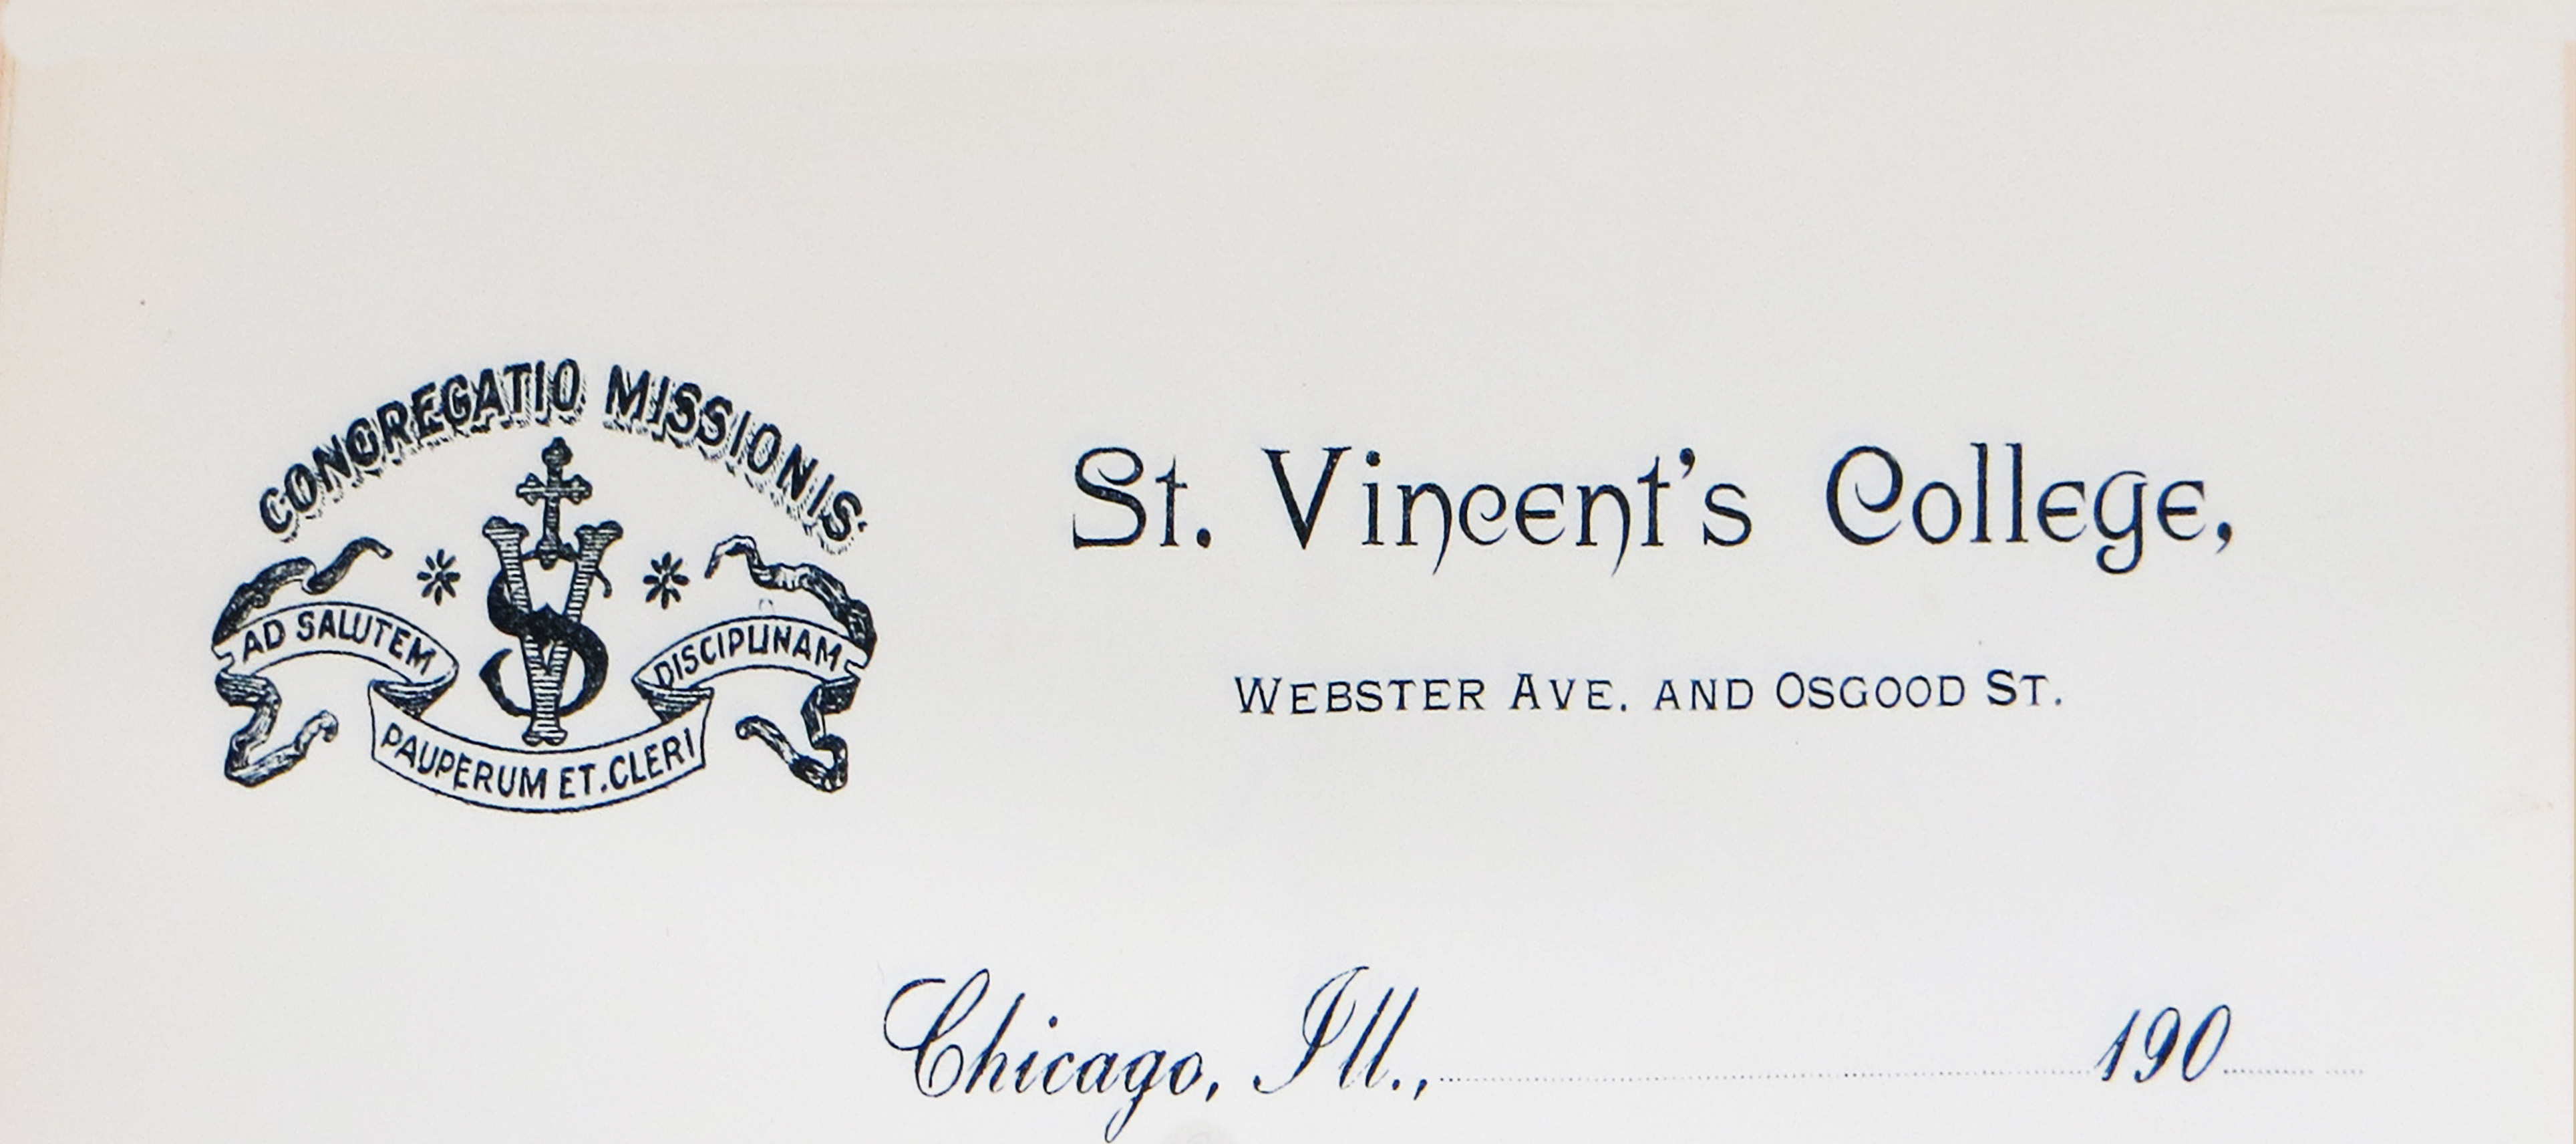 CONGREGATIO MISSIONIS
VS
AD SALUTEM
PAUPERUM ET.CLERI
DISCIPLINAM
St. Vincent's College,
WEBSTER AVE. AND OSGOOD ST.
Chicago, Ill.,..........190......